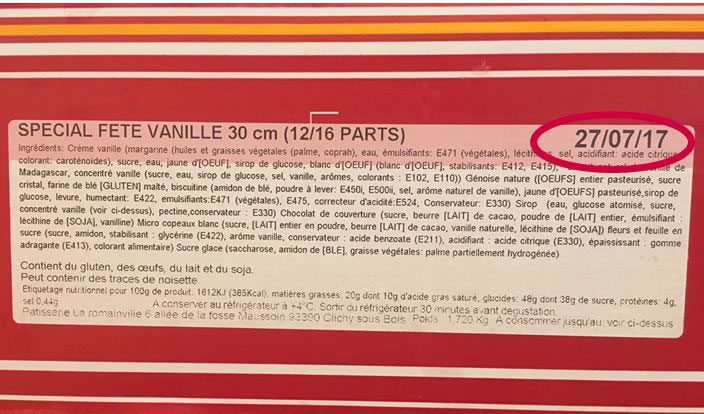 SPECIAL FETE VANILLE 30 cm (12/16 PARTS)
27/07/17
Ingrédients: Crème vanille (margarine (huiles et graisses végétales (palme, coprah), eau, émulsifiants: E471 (végétales), lécithine, sel, acidifiant: acide citrique
colorant: caroténoïdes), sucre, eau, jaune d'[OEUF], sirop de glucose, blanc d'[OEUF] (blanc d'[OEUF], stabilisants: E412, E415), de
Madagascar, concentré vanille (sucre, eau, sirop de glucose, sel, vanille, arômes, colorants : E102, E110)) Génoise nature ([OEUFS] entier pasteurisé, sucre
cristal, farine de blé [GLUTEN] malté, biscuitine (amidon de blé, poudre à lever: E450i, E500ii, sel, arôme naturel de vanille), jaune d'[OEUFS] pasteurisé,sirop de
glucose, levure, humectant: E422, emulsifiants:E471 (végétales), E475, correcteur d'acidité:E524, Conservateur: E330) Sirop (eau, glucose atomisé, sucre,
concentré vanille (voir ci-dessus), pectine,conservateur : E330) Chocolat de couverture (sucre, beurre [LAIT] de cacao, poudre de [LAIT] entier, émulsifiant :
lécithine de [SOJA], vanilline) Micro copeaux blanc (sucre, [LAIT] entier en poudre, beurre [LAIT] de cacao, vanille naturelle, lécithine de [SOJA]) fleurs et feuille en
sucre (sucre, amidon, stabilisant : glycérine (E422), arôme vanille, conservateur : acide benzoate (E211), acidifiant : acide citrique (E330), épaississant : gomme
adragante (E413), colorant alimentaire) Sucre glace (saccharose, amidon de [BLE], graisse végétales: palme partiellement hydrogénée)
Contient du gluten, des œufs, du lait et du soja.
Peut contenir des traces de noisette
Etiquetage nutritionnel pour 100g de produit: 1612KJ (385Kcal), matières grasses: 20g dont 10g d'acide gras saturé, glucides: 48g dont 38g de sucre, protéines: 4g,
sel 0,44g
A conserver au réfrigérateur à +4°C. Sortir du réfrigérateur 30 minutes avant degustation.
Patisserie La romainville 6 allée de la fosse Maussoin 93390 Clichy sous Bois Poids : 1,720 Kg A consommer jusqu'au: voir ci-dessus